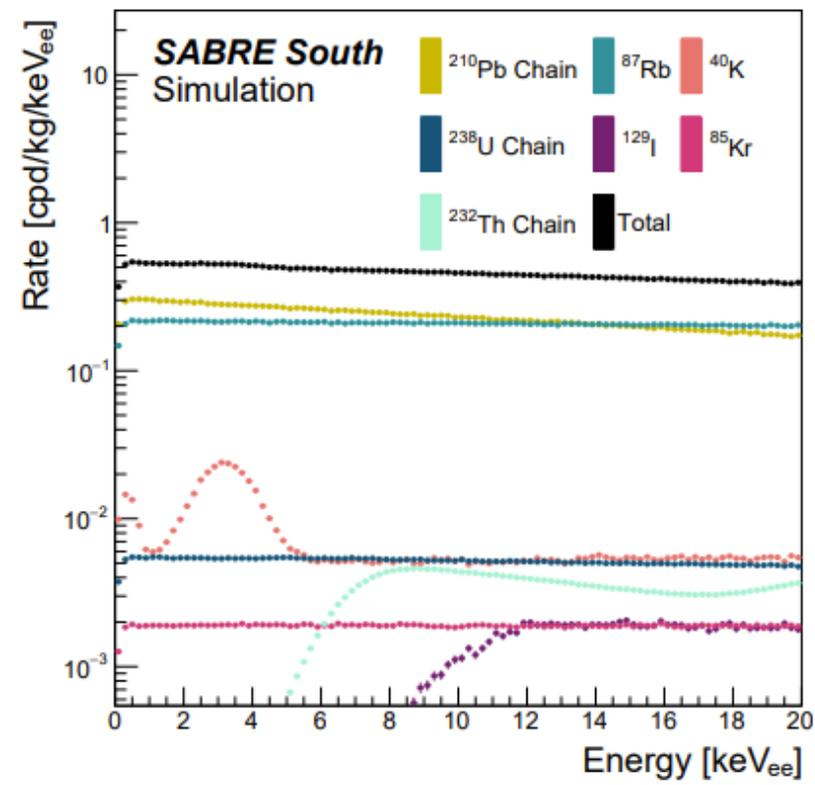 SABRE South
Simulation
²¹⁰Pb Chain
⁸⁷Rb
⁴⁰K
²³⁸U Chain
¹²⁹I
⁸⁵Kr
²³²Th Chain
Total
Rate [cpd/kg/keVₑₑ]
10
1
10⁻¹
10⁻²
10⁻³
0 2 4 6 8 10 12 14 16 18 20
Energy [keVₑₑ]